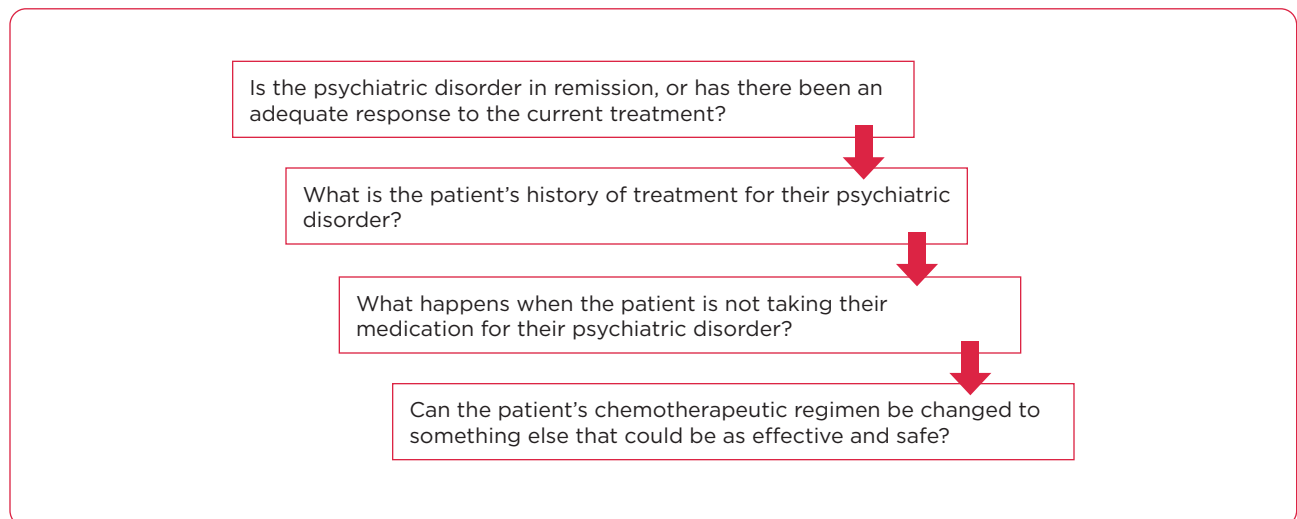 Is the psychiatric disorder in remission, or has there been an
adequate response to the current treatment?
What is the patient’s history of treatment for their psychiatric
disorder?
What happens when the patient is not taking their
medication for their psychiatric disorder?
Can the patient’s chemotherapeutic regimen be changed to
something else that could be as effective and safe?